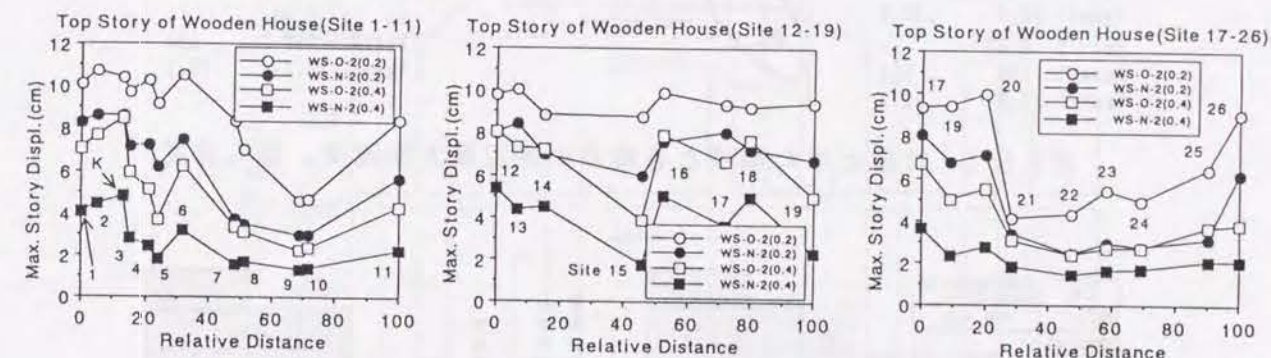 Top Story of Wooden House(Site 1-11)
12
10
8
6
4
2
0
Max. Story Displ.(cm)
WS-O-2(0.2)
WS-N-2(0.2)
WS-O-2(0.4)
WS-N-2(0.4)
K
1
2
3
4
5
6
7
8
9
10
11
0 20 40 60 80 100
Relative Distance
Top Story of Wooden House(Site 12-19)
12
10
8
6
4
2
0
Max. Story Displ.(cm)
12
13
14
Site 15
16
17
18
19
WS-O-2(0.2)
WS-N-2(0.2)
WS-O-2(0.4)
WS-N-2(0.4)
0 20 40 60 80 100
Relative Distance
Top Story of Wooden House(Site 17-26)
12
10
8
6
4
2
0
Max. Story Displ.(cm)
WS-O-2(0.2)
WS-N-2(0.2)
WS-O-2(0.4)
WS-N-2(0.4)
17
19
20
21
22
23
24
25
26
0 20 40 60 80 100
Relative Distance